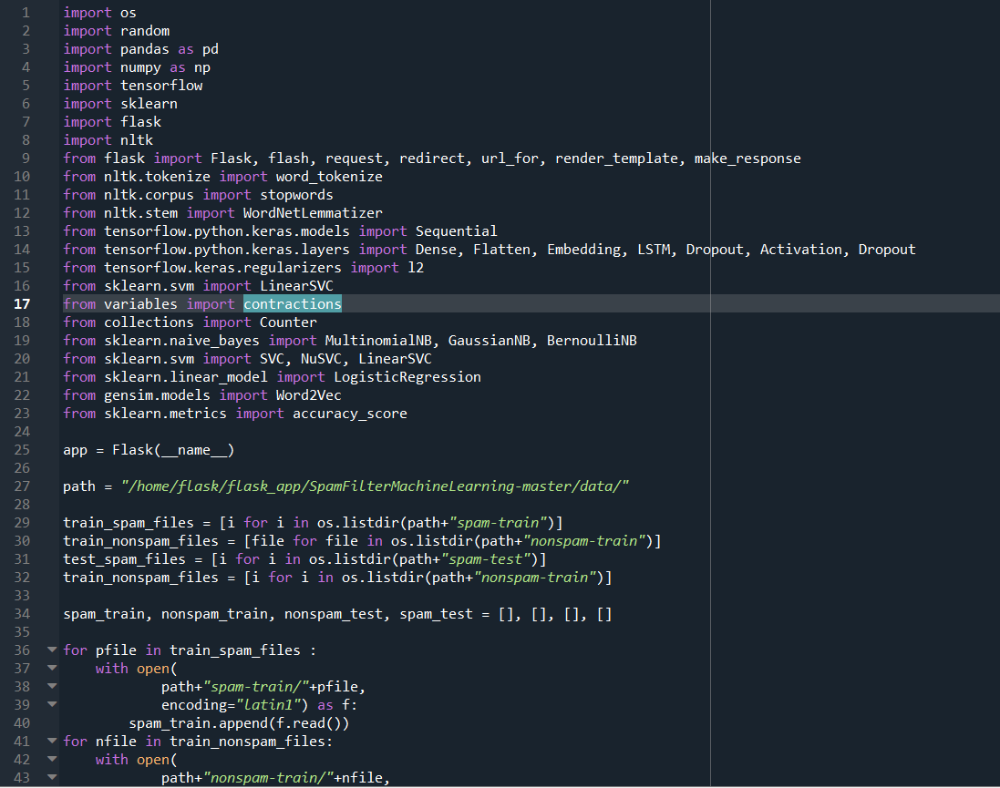 1 import os
2 import random
3 import pandas as pd
4 import numpy as np
5 import tensorflow
6 import sklearn
7 import flask
8 import nltk
9 from flask import Flask, flash, request, redirect, url_for, render_template, make_response
10 from nltk.tokenize import word_tokenize
11 from nltk.corpus import stopwords
12 from nltk.stem import WordNetLemmatizer
13 from tensorflow.python.keras.models import Sequential
14 from tensorflow.python.keras.layers import Dense, Flatten, Embedding, LSTM, Dropout, Activation, Dropout
15 from tensorflow.keras.regularizers import l2
16 from sklearn.svm import LinearSVC
17 from variables import contractions
18 from collections import Counter
19 from sklearn.naive_bayes import MultinomialNB, GaussianNB, BernoulliNB
20 from sklearn.svm import SVC, NuSVC, LinearSVC
21 from sklearn.linear_model import LogisticRegression
22 from gensim.models import Word2Vec
23 from sklearn.metrics import accuracy_score
24
25 app = Flask(__name__)
26
27 path = "/home/flask/flask_app/SpamFilterMachineLearning-master/data/"
28
29 train_spam_files = [i for i in os.listdir(path+"spam-train")]
30 train_nonspam_files = [file for file in os.listdir(path+"nonspam-train")]
31 test_spam_files = [i for i in os.listdir(path+"spam-test")]
32 train_nonspam_files = [i for i in os.listdir(path+"nonspam-train")]
33
34 spam_train, nonspam_train, nonspam_test, spam_test = [], [], [], []
35
36 for pfile in train_spam_files :
37     with open(
38             path+"spam-train/"+pfile,
39             encoding="latin1") as f:
40         spam_train.append(f.read())
41 for nfile in train_nonspam_files:
42     with open(
43             path+"nonspam-train/"+nfile,